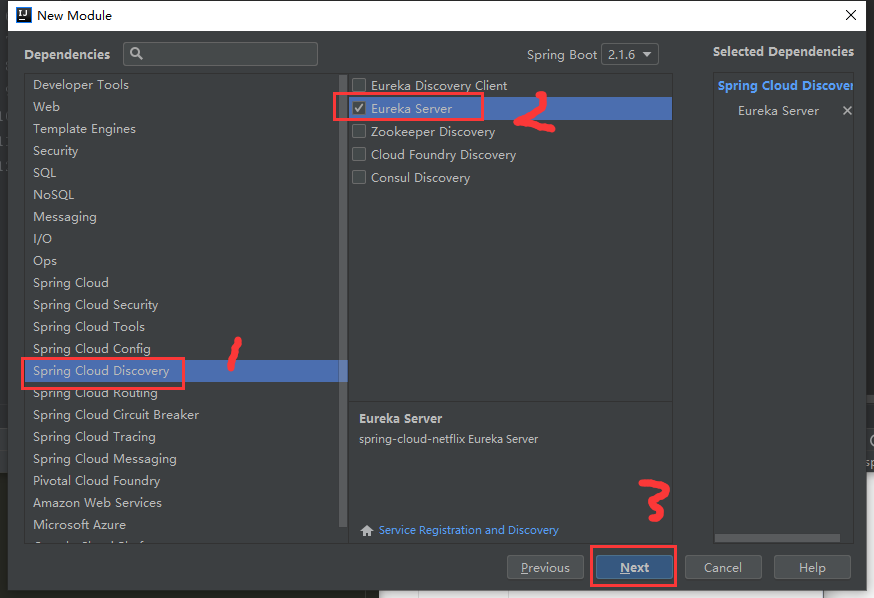 New Module
Dependencies
Spring Boot 2.1.6
Selected Dependencies
Developer Tools
Web
Template Engines
Security
SQL
NoSQL
Messaging
I/O
Ops
Spring Cloud
Spring Cloud Security
Spring Cloud Tools
Spring Cloud Config
Spring Cloud Discovery
Spring Cloud Routing
Spring Cloud Circuit Breaker
Spring Cloud Tracing
Spring Cloud Messaging
Pivotal Cloud Foundry
Amazon Web Services
Microsoft Azure
1
Eureka Discovery Client
Eureka Server
Zookeeper Discovery
Cloud Foundry Discovery
Consul Discovery
2
Eureka Server
spring-cloud-netflix Eureka Server
Service Registration and Discovery
3
Spring Cloud Discover
Eureka Server
Previous
Next
Cancel
Help